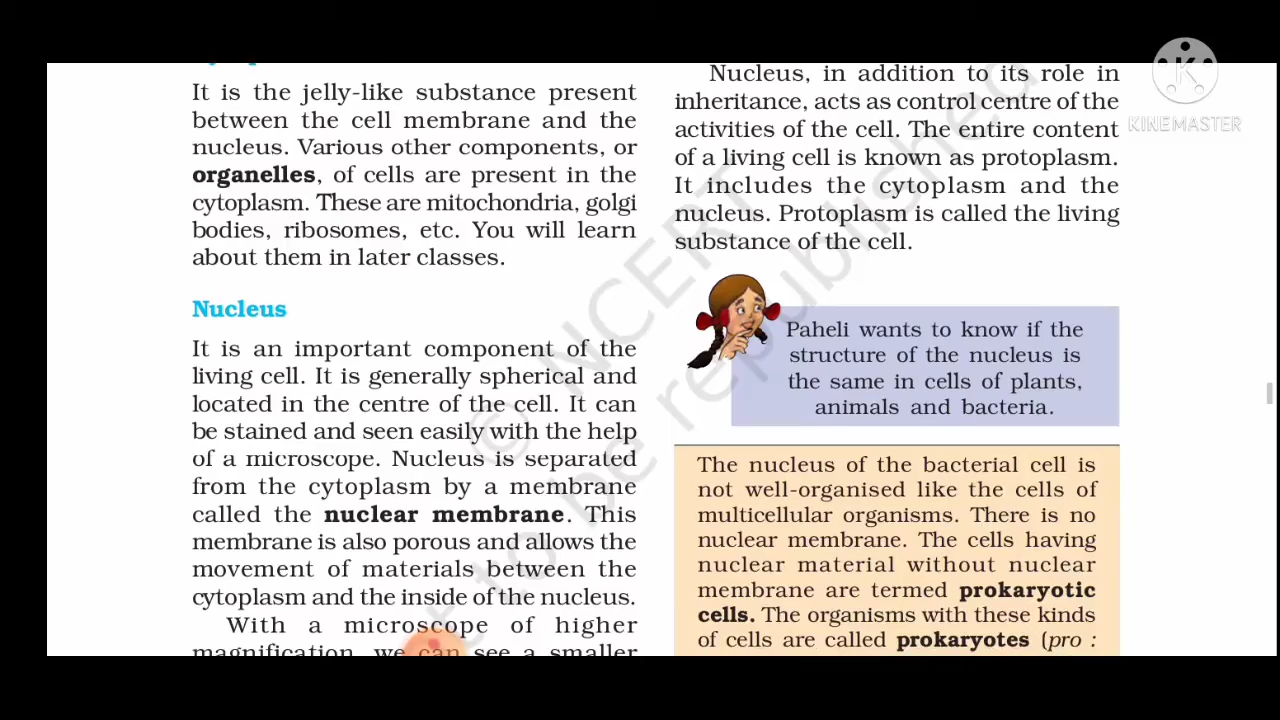 It is the jelly-like substance present
between the cell membrane and the
nucleus. Various other components, or
organelles, of cells are present in the
cytoplasm. These are mitochondria, golgi
bodies, ribosomes, etc. You will learn
about them in later classes.
Nucleus
It is an important component of the
living cell. It is generally spherical and
located in the centre of the cell. It can
be stained and seen easily with the help
of a microscope. Nucleus is separated
from the cytoplasm by a membrane
called the nuclear membrane. This
membrane is also porous and allows the
movement of materials between the
cytoplasm and the inside of the nucleus.
With a microscope of higher
magnification, we can see a smaller
Nucleus, in addition to its role in
inheritance, acts as control centre of the
activities of the cell. The entire content
of a living cell is known as protoplasm.
It includes the cytoplasm and the
nucleus. Protoplasm is called the living
substance of the cell.
Paheli wants to know if the
structure of the nucleus is
the same in cells of plants,
animals and bacteria.
The nucleus of the bacterial cell is
not well-organised like the cells of
multicellular organisms. There is no
nuclear membrane. The cells having
nuclear material without nuclear
membrane are termed prokaryotic
cells. The organisms with these kinds
of cells are called prokaryotes (pro :
© NCERT
not to be republished
KINEMASTER